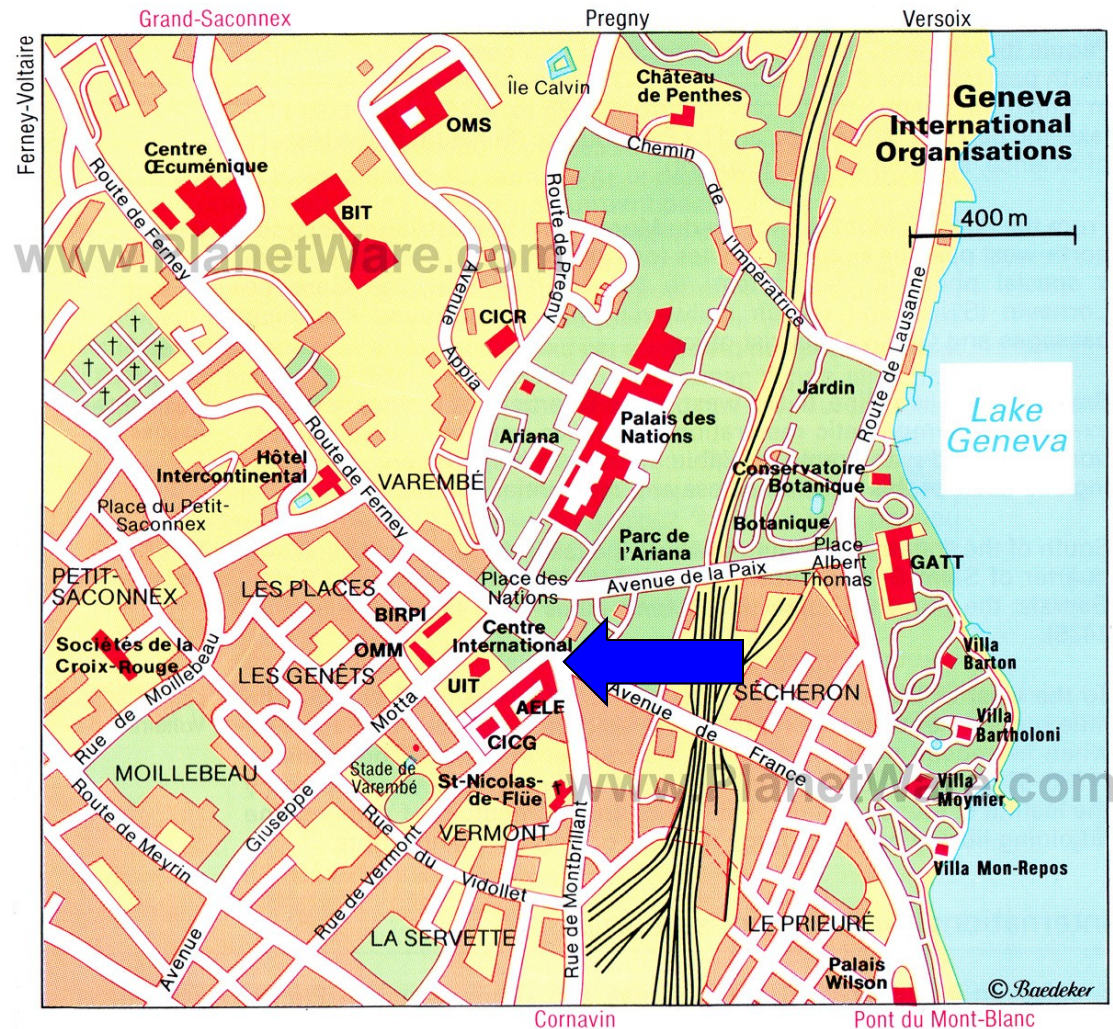 Grand-Saconnex
Pregny
Versoix
Ferney-Voltaire
Île Calvin
Château
de Penthes
Geneva
International
Organisations
OMS
Centre
Œcuménique
Chemin
de
l'Impératrice
Route de Ferney
BIT
Route de Pregny
400 m
www.PlanetWare.com
Avenue
Appia
CICR
Route de Lausanne
Jardin
Lake
Geneva
Palais des
Nations
Ariana
Route de Ferney
Hôtel
Intercontinental
VAREMBÉ
Conservatoire
Botanique
Place du Petit-
Saconnex
Botanique
Parc de
l'Ariana
Place
Albert
Thomas
GATT
PETIT-
SACONNEX
LES PLACES
Place des
Nations
Avenue de la Paix
BIRPI
Centre
International
OMM
Sociétés de la
Croix-Rouge
Villa
Barton
LES GENÊTS
UIT
SÉCHERON
Rue de Moillebeau
Motta
AELE
Avenue
de
France
Villa
Bartholoni
CICG
MOILLEBEAU
Stade de
Varembé
St-Nicolas-
de-Flüe
www.PlanetWare.com
Villa
Moynier
Route de Meyrin
Giuseppe
VERMONT
Rue
du
Vidollet
Rue de Vermont
Rue de Montbrillant
Villa Mon-Repos
Avenue
LA SERVETTE
LE PRIEURÉ
Palais
Wilson
© Baedeker
Cornavin
Pont du Mont-Blanc